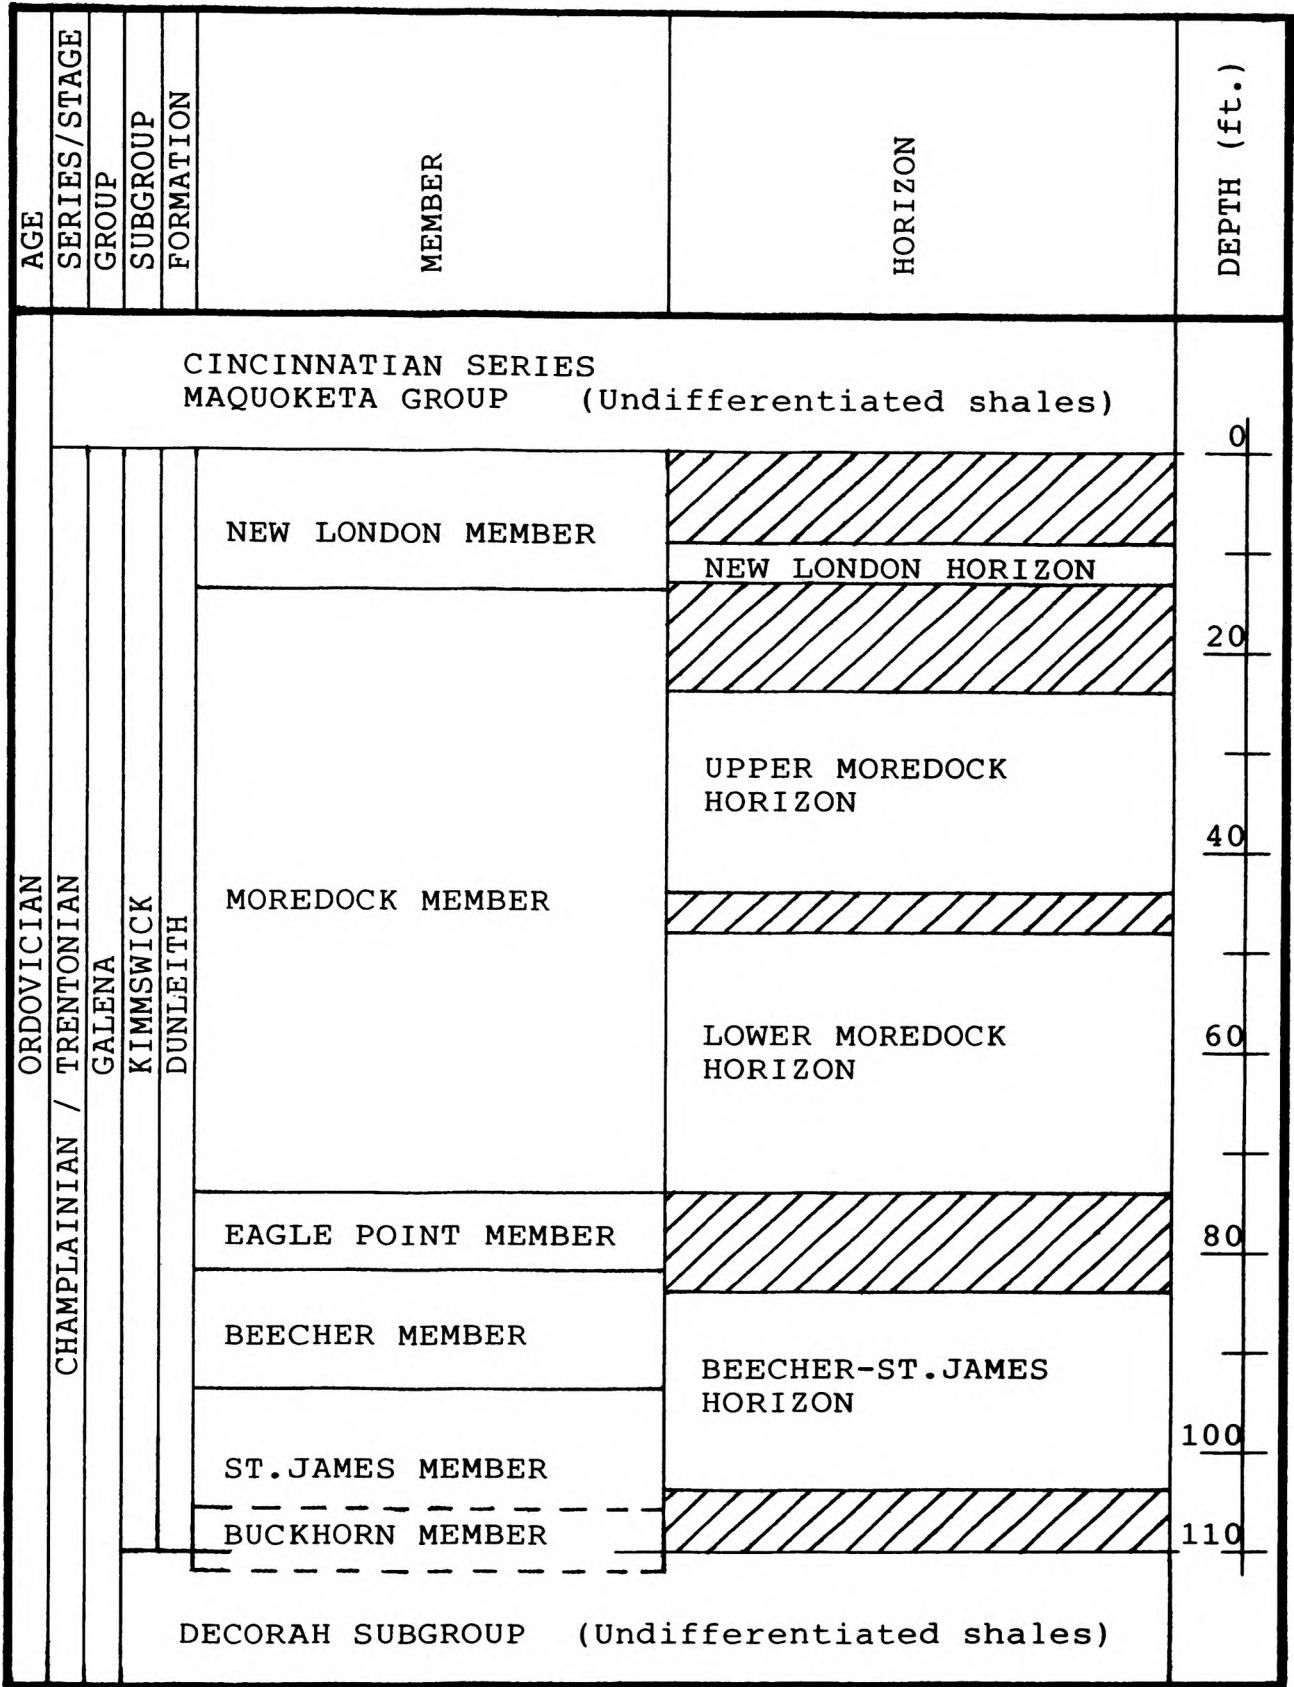 AGE
SERIES/STAGE
GROUP
SUBGROUP
FORMATION
MEMBER
HORIZON
DEPTH (ft.)
CINCINNATIAN SERIES
MAQUOKETA GROUP (Undifferentiated shales)
ORDOVICIAN
CHAMPLAINIAN / TRENTONIAN
GALENA
KIMMSWICK
DUNLEITH
NEW LONDON MEMBER
MOREDOCK MEMBER
EAGLE POINT MEMBER
BEECHER MEMBER
ST.JAMES MEMBER
BUCKHORN MEMBER
NEW LONDON HORIZON
UPPER MOREDOCK
HORIZON
LOWER MOREDOCK
HORIZON
BEECHER-ST.JAMES
HORIZON
0
20
40
60
80
100
110
DECORAH SUBGROUP (Undifferentiated shales)